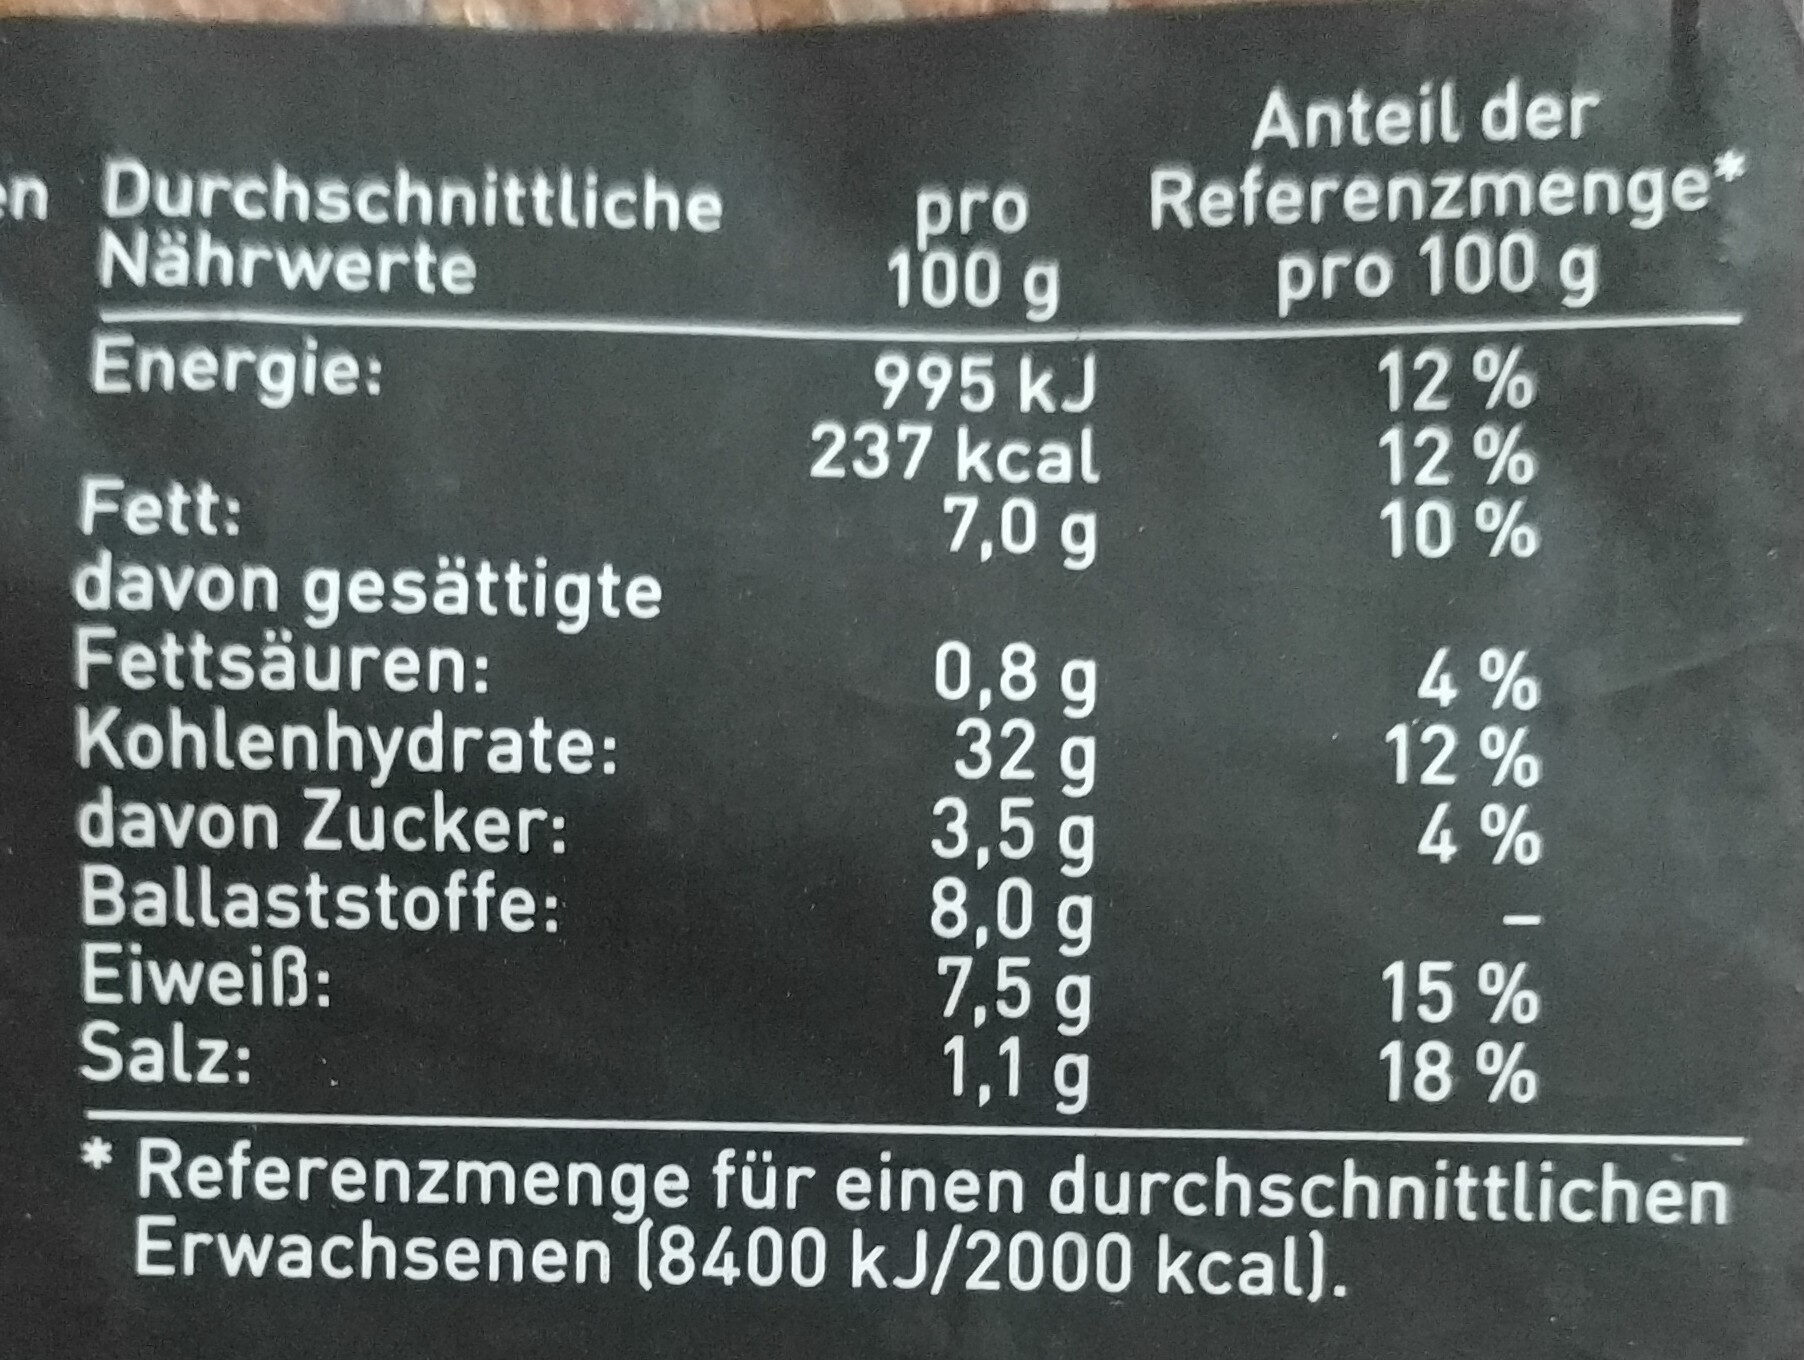 en Durchschnittliche Nährwerte pro 100 g Anteil der Referenzmenge* pro 100 g
Energie: 995 kJ 12 %
237 kcal 12 %
Fett: 7,0 g 10 %
davon gesättigte
Fettsäuren: 0,8 g 4 %
Kohlenhydrate: 32 g 12 %
davon Zucker: 3,5 g 4 %
Ballaststoffe: 8,0 g –
Eiweiß: 7,5 g 15 %
Salz: 1,1 g 18 %
* Referenzmenge für einen durchschnittlichen
Erwachsenen (8400 kJ/2000 kcal).